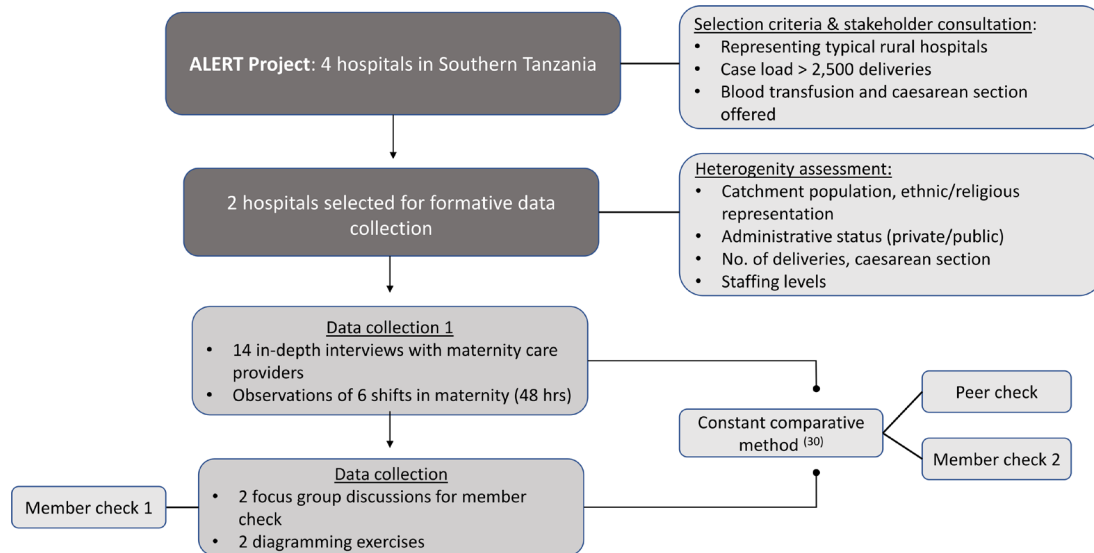 ALERT Project: 4 hospitals in Southern Tanzania
Selection criteria & stakeholder consultation:
• Representing typical rural hospitals
• Case load > 2,500 deliveries
• Blood transfusion and caesarean section
offered
2 hospitals selected for formative data
collection
Heterogenity assessment:
• Catchment population, ethnic/religious
representation
• Administrative status (private/public)
• No. of deliveries, caesarean section
• Staffing levels
Data collection 1
• 14 in-depth interviews with maternity care
providers
• Observations of 6 shifts in maternity (48 hrs)
Constant comparative
method (30)
Peer check
Member check 2
Member check 1
Data collection
• 2 focus group discussions for member
check
• 2 diagramming exercises